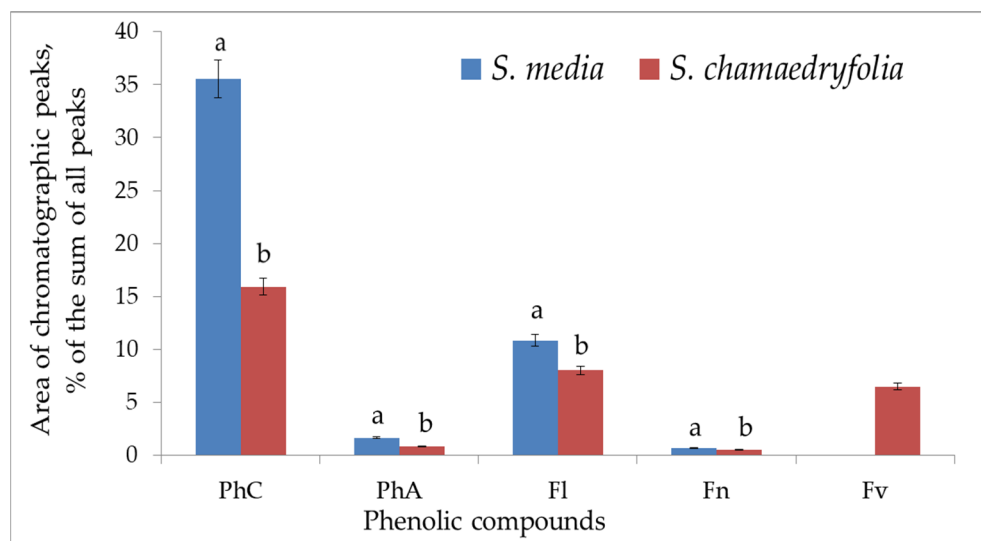 Area of chromatographic peaks,
% of the sum of all peaks
40
35
30
25
20
15
10
5
0
S. media
S. chamaedryfolia
a
b
a
b
a
b
a
b
PhC
PhA
Fl
Fn
Fv
Phenolic compounds